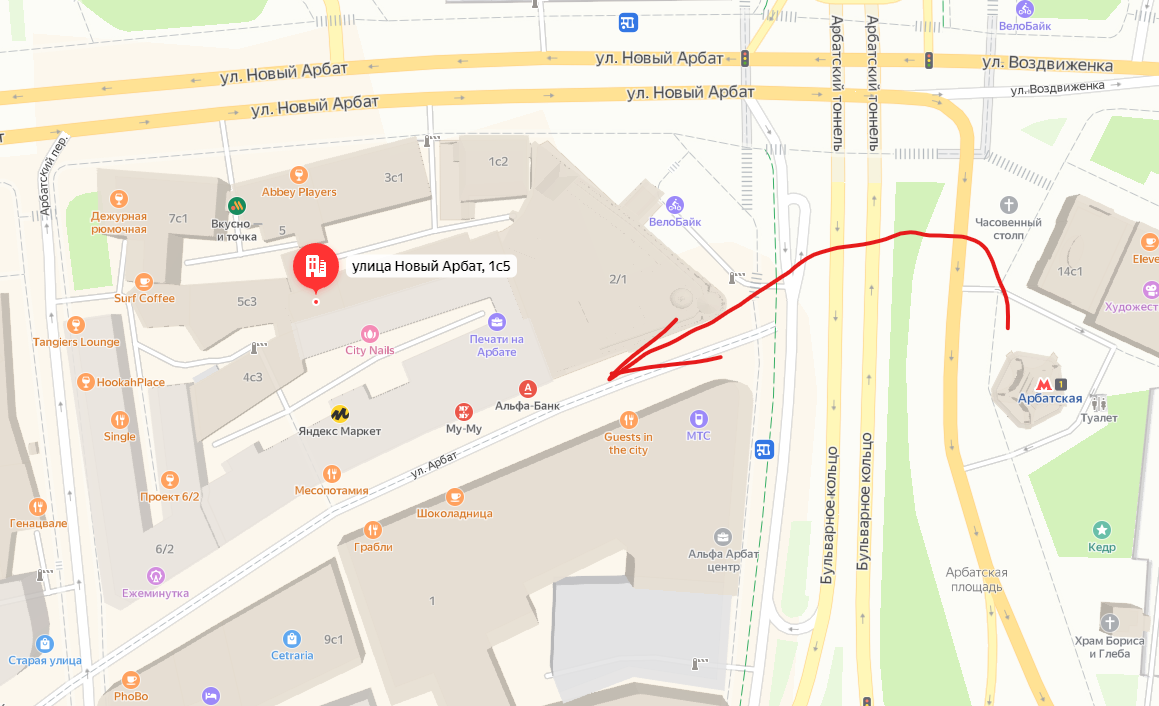 ВелоБайк
ул. Новый Арбат
ул. Новый Арбат
ул. Воздвиженка
Арбатский тоннель
Арбатский тоннель
ул. Новый Арбат
ул. Новый Арбат
ул. Воздвиженка
т
Арбатский пер.
1с2
3с1
Abbey Players
Дежурная
рюмочная
7с1
Вкусно
и точка
5
ВелоБайк
Часовенный
столп
Eleve
14с1
улица Новый Арбат, 1с5
2/1
Surf Coffee
5с3
Художест
Tangiers Lounge
City Nails
Печати на
Арбате
4с3
HookahPlace
Альфа-Банк
М 1
Арбатская
Туалет
Single
Яндекс Маркет
Му-Му
MY MY
Guests in
the city
МТС
ул. Арбат
Месопотамия
Проект 6/2
Шоколадница
Генацвале
Грабли
Бульварное кольцо
Бульварное кольцо
6/2
Альфа Арбат
центр
Кедр
Ежеминутка
1
Арбатская
площадь
9с1
Cetraria
Старая улица
Храм Бориса
и Глеба
PhoBo